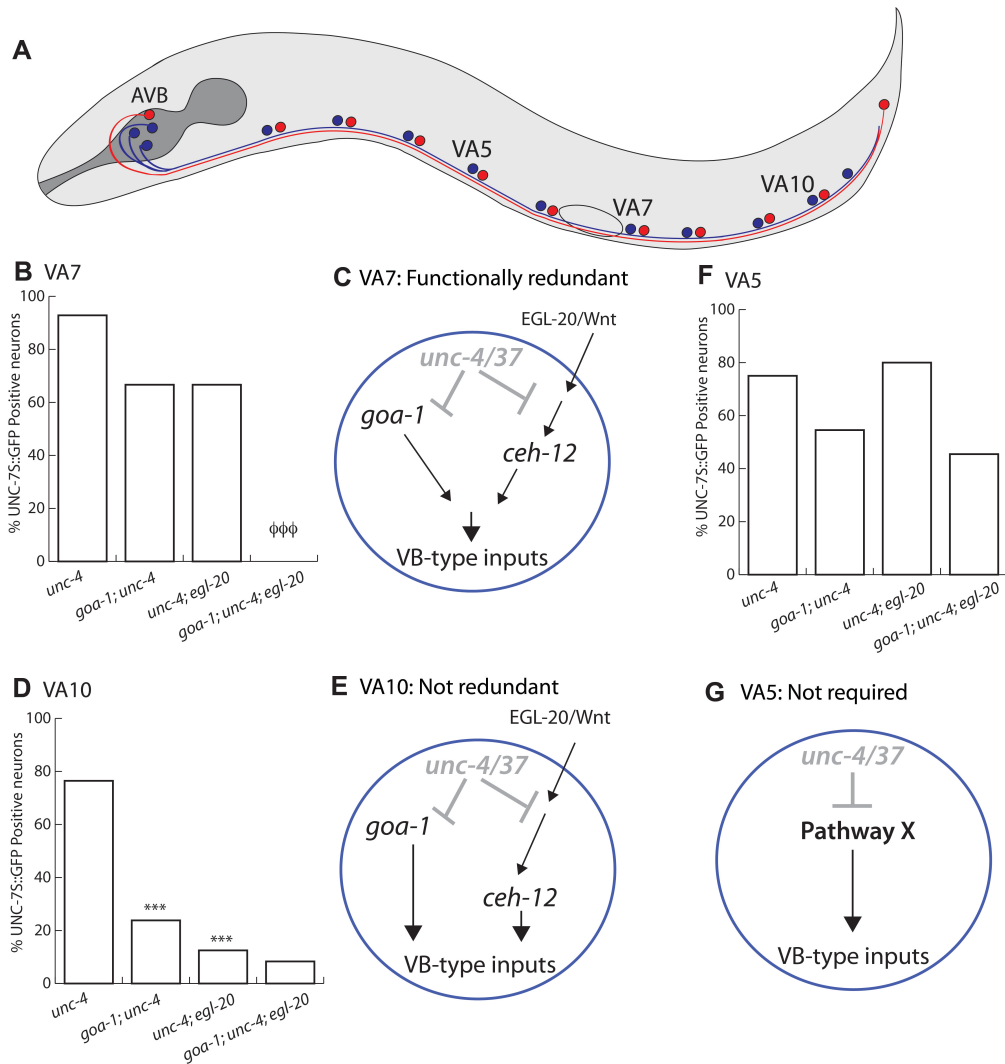 A
AVB
VA5
VA7
VA10
B VA7
% UNC-7S::GFP Positive neurons
100
80
60
40
20
0
ϕϕϕ
unc-4
goa-1; unc-4
unc-4; egl-20
goa-1; unc-4; egl-20
C VA7: Functionally redundant
EGL-20/Wnt
unc-4/37
goa-1
ceh-12
VB-type inputs
F VA5
% UNC-7S::GFP Positive neurons
100
80
60
40
20
0
unc-4
goa-1; unc-4
unc-4; egl-20
goa-1; unc-4; egl-20
D VA10
% UNC-7S::GFP Positive neurons
100
80
60
40
20
0
***
***
unc-4
goa-1; unc-4
unc-4; egl-20
goa-1; unc-4; egl-20
E VA10: Not redundant
EGL-20/Wnt
unc-4/37
goa-1
ceh-12
VB-type inputs
G VA5: Not required
unc-4/37
Pathway X
VB-type inputs